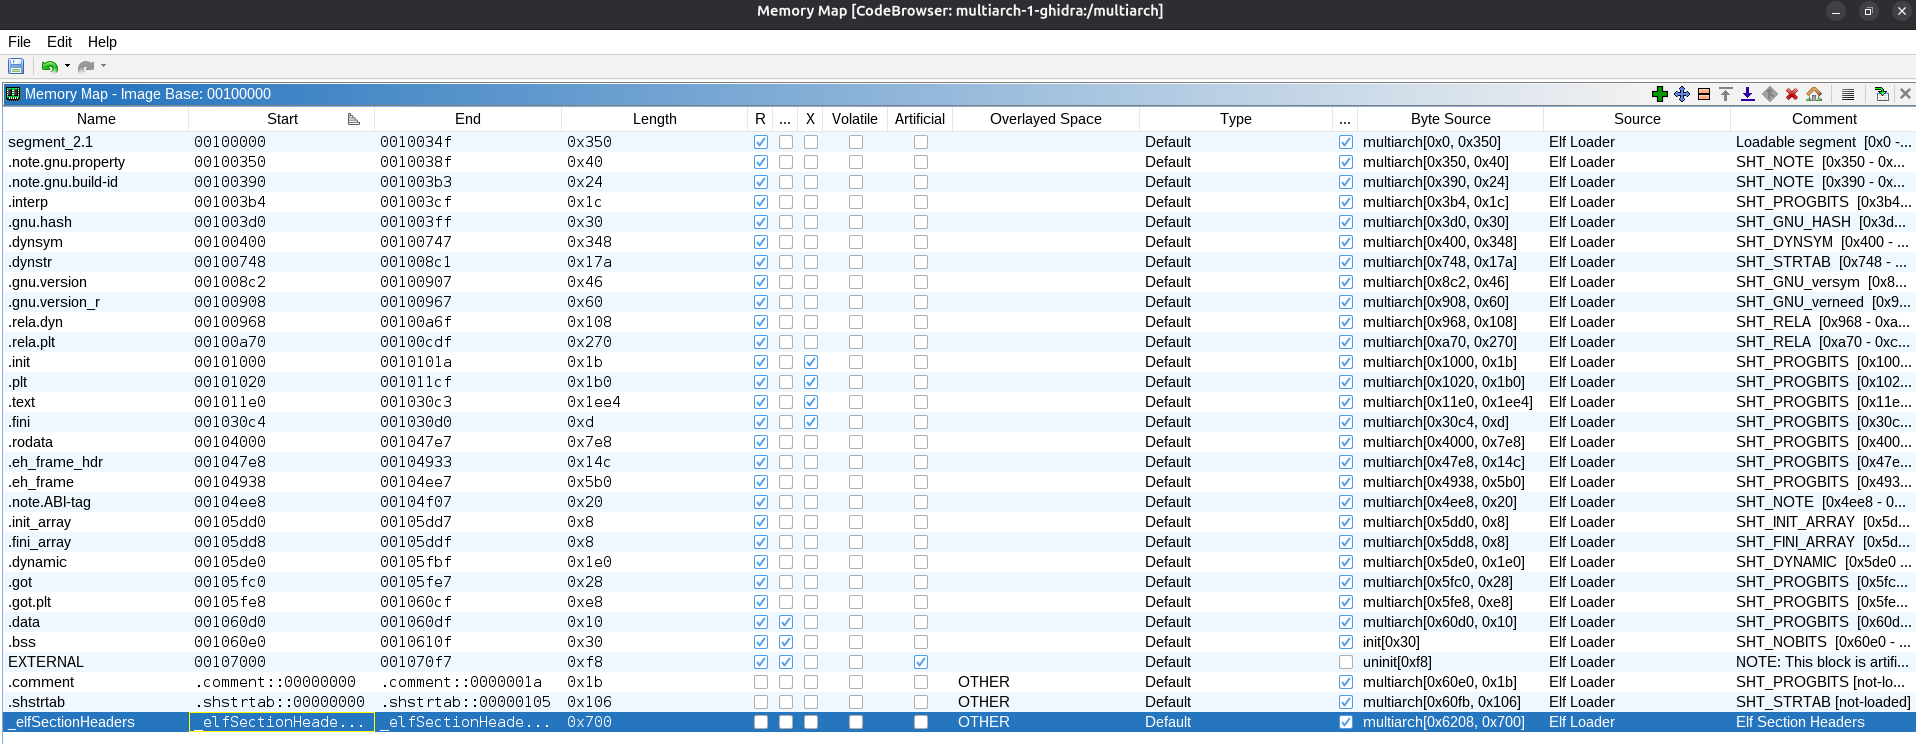 Memory Map [CodeBrowser: multiarch-1-ghidra:/multiarch]
File Edit Help
Memory Map - Image Base: 00100000
Name Start End Length R ... X Volatile Artificial Overlayed Space Type ... Byte Source Source Comment
segment_2.1 00100000 0010034f 0x350 Default multiarch[0x0, 0x350] Elf Loader Loadable segment [0x0 -...
.note.gnu.property 00100350 0010038f 0x40 Default multiarch[0x350, 0x40] Elf Loader SHT_NOTE [0x350 - 0x...
.note.gnu.build-id 00100390 001003b3 0x24 Default multiarch[0x390, 0x24] Elf Loader SHT_NOTE [0x390 - 0x...
.interp 001003b4 001003cf 0x1c Default multiarch[0x3b4, 0x1c] Elf Loader SHT_PROGBITS [0x3b4...
.gnu.hash 001003d0 001003ff 0x30 Default multiarch[0x3d0, 0x30] Elf Loader SHT_GNU_HASH [0x3d...
.dynsym 00100400 00100747 0x348 Default multiarch[0x400, 0x348] Elf Loader SHT_DYNSYM [0x400 - ...
.dynstr 00100748 001008c1 0x17a Default multiarch[0x748, 0x17a] Elf Loader SHT_STRTAB [0x748 - ...
.gnu.version 001008c2 00100907 0x46 Default multiarch[0x8c2, 0x46] Elf Loader SHT_GNU_versym [0x8...
.gnu.version_r 00100908 00100967 0x60 Default multiarch[0x908, 0x60] Elf Loader SHT_GNU_verneed [0x9...
.rela.dyn 00100968 00100a6f 0x108 Default multiarch[0x968, 0x108] Elf Loader SHT_RELA [0x968 - 0xa...
.rela.plt 00100a70 00100cdf 0x270 Default multiarch[0xa70, 0x270] Elf Loader SHT_RELA [0xa70 - 0xc...
.init 00101000 0010101a 0x1b Default multiarch[0x1000, 0x1b] Elf Loader SHT_PROGBITS [0x100...
.plt 00101020 001011cf 0x1b0 Default multiarch[0x1020, 0x1b0] Elf Loader SHT_PROGBITS [0x102...
.text 001011e0 001030c3 0x1ee4 Default multiarch[0x11e0, 0x1ee4] Elf Loader SHT_PROGBITS [0x11e...
.fini 001030c4 001030d0 0xd Default multiarch[0x30c4, 0xd] Elf Loader SHT_PROGBITS [0x30c...
.rodata 00104000 001047e7 0x7e8 Default multiarch[0x4000, 0x7e8] Elf Loader SHT_PROGBITS [0x400...
.eh_frame_hdr 001047e8 00104933 0x14c Default multiarch[0x47e8, 0x14c] Elf Loader SHT_PROGBITS [0x47e...
.eh_frame 00104938 00104ee7 0x5b0 Default multiarch[0x4938, 0x5b0] Elf Loader SHT_PROGBITS [0x493...
.note.ABI-tag 00104ee8 00104f07 0x20 Default multiarch[0x4ee8, 0x20] Elf Loader SHT_NOTE [0x4ee8 - 0...
.init_array 00105dd0 00105dd7 0x8 Default multiarch[0x5dd0, 0x8] Elf Loader SHT_INIT_ARRAY [0x5d...
.fini_array 00105dd8 00105ddf 0x8 Default multiarch[0x5dd8, 0x8] Elf Loader SHT_FINI_ARRAY [0x5d...
.dynamic 00105de0 00105fbf 0x1e0 Default multiarch[0x5de0, 0x1e0] Elf Loader SHT_DYNAMIC [0x5de0 ...
.got 00105fc0 00105fe7 0x28 Default multiarch[0x5fc0, 0x28] Elf Loader SHT_PROGBITS [0x5fc...
.got.plt 00105fe8 001060cf 0xe8 Default multiarch[0x5fe8, 0xe8] Elf Loader SHT_PROGBITS [0x5fe...
.data 001060d0 001060df 0x10 Default multiarch[0x60d0, 0x10] Elf Loader SHT_PROGBITS [0x60d...
.bss 001060e0 0010610f 0x30 Default init[0x30] Elf Loader SHT_NOBITS [0x60e0 - ...
EXTERNAL 00107000 001070f7 0xf8 Default uninit[0xf8] Elf Loader NOTE: This block is artifi...
.comment .comment::00000000 .comment::0000001a 0x1b OTHER Default multiarch[0x60e0, 0x1b] Elf Loader SHT_PROGBITS [not-lo...
.shstrtab .shstrtab::00000000 .shstrtab::00000105 0x106 OTHER Default multiarch[0x60fb, 0x106] Elf Loader SHT_STRTAB [not-loaded]
_elfSectionHeaders _elfSectionHeade... _elfSectionHeade... 0x700 OTHER Default multiarch[0x6208, 0x700] Elf Loader Elf Section Headers